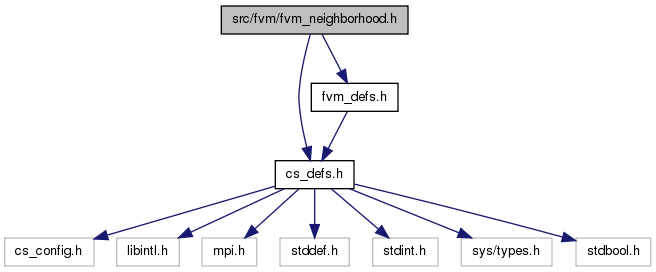 src/fvm/fvm_neighborhood.h
fvm_defs.h
cs_defs.h
cs_config.h
libintl.h
mpi.h
stddef.h
stdint.h
sys/types.h
stdbool.h